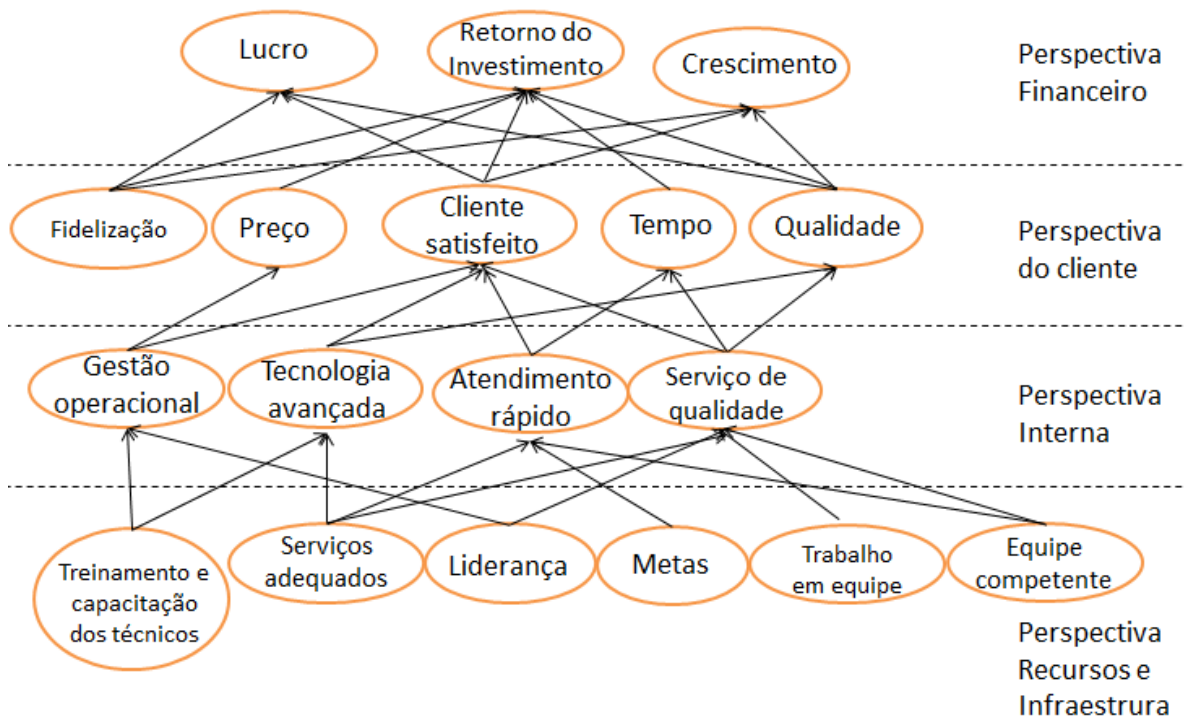 Lucro
Retorno do
Investimento
Crescimento
Perspectiva
Financeiro
Fidelização
Preço
Cliente
satisfeito
Tempo
Qualidade
Perspectiva
do cliente
Gestão
operacional
Tecnologia
avançada
Atendimento
rápido
Serviço de
qualidade
Perspectiva
Interna
Treinamento e
capacitação
dos técnicos
Serviços
adequados
Liderança
Metas
Trabalho
em equipe
Equipe
competente
Perspectiva
Recursos e
Infraestrura